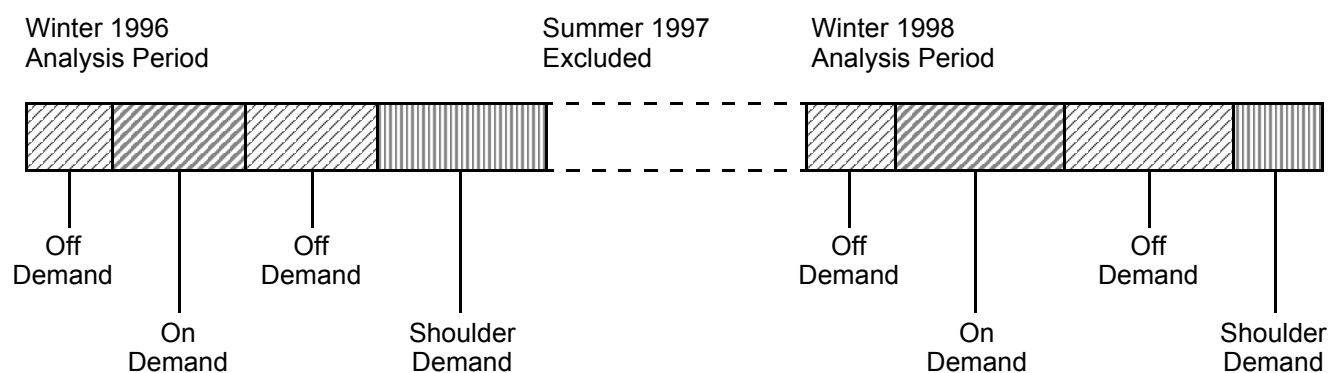 Winter 1996
Analysis Period
Summer 1997
Excluded
Winter 1998
Analysis Period
Off
Demand
On
Demand
Off
Demand
Shoulder
Demand
Off
Demand
On
Demand
Off
Demand
Shoulder
Demand